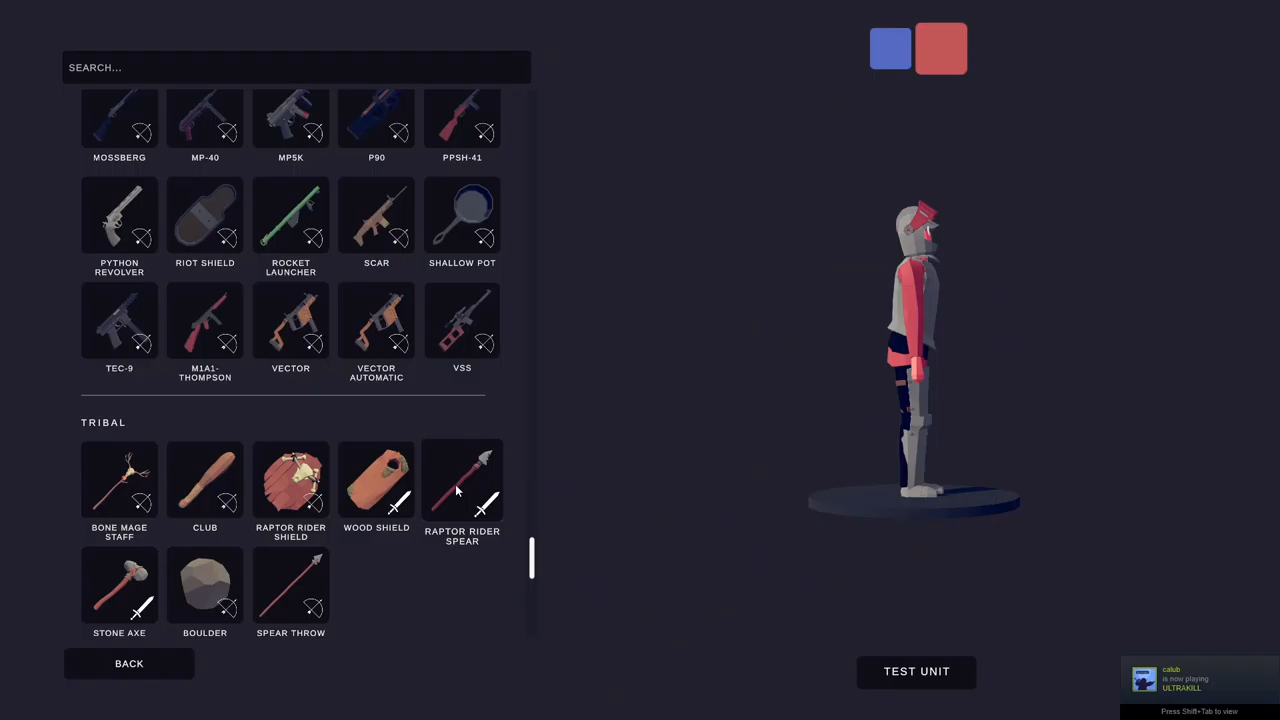 SEARCH...
MOSSBERG
MP-40
MP5K
P90
PPSH-41
PYTHON
REVOLVER
RIOT SHIELD
ROCKET
LAUNCHER
SCAR
SHALLOW POT
TEC-9
M1A1-
THOMPSON
VECTOR
VECTOR
AUTOMATIC
VSS
TRIBAL
BONE MAGE
STAFF
CLUB
RAPTOR RIDER
SHIELD
WOOD SHIELD
RAPTOR RIDER
SPEAR
STONE AXE
BOULDER
SPEAR THROW
BACK
TEST UNIT
calub
is now playing
ULTRAKILL
Press Shift+Tab to view